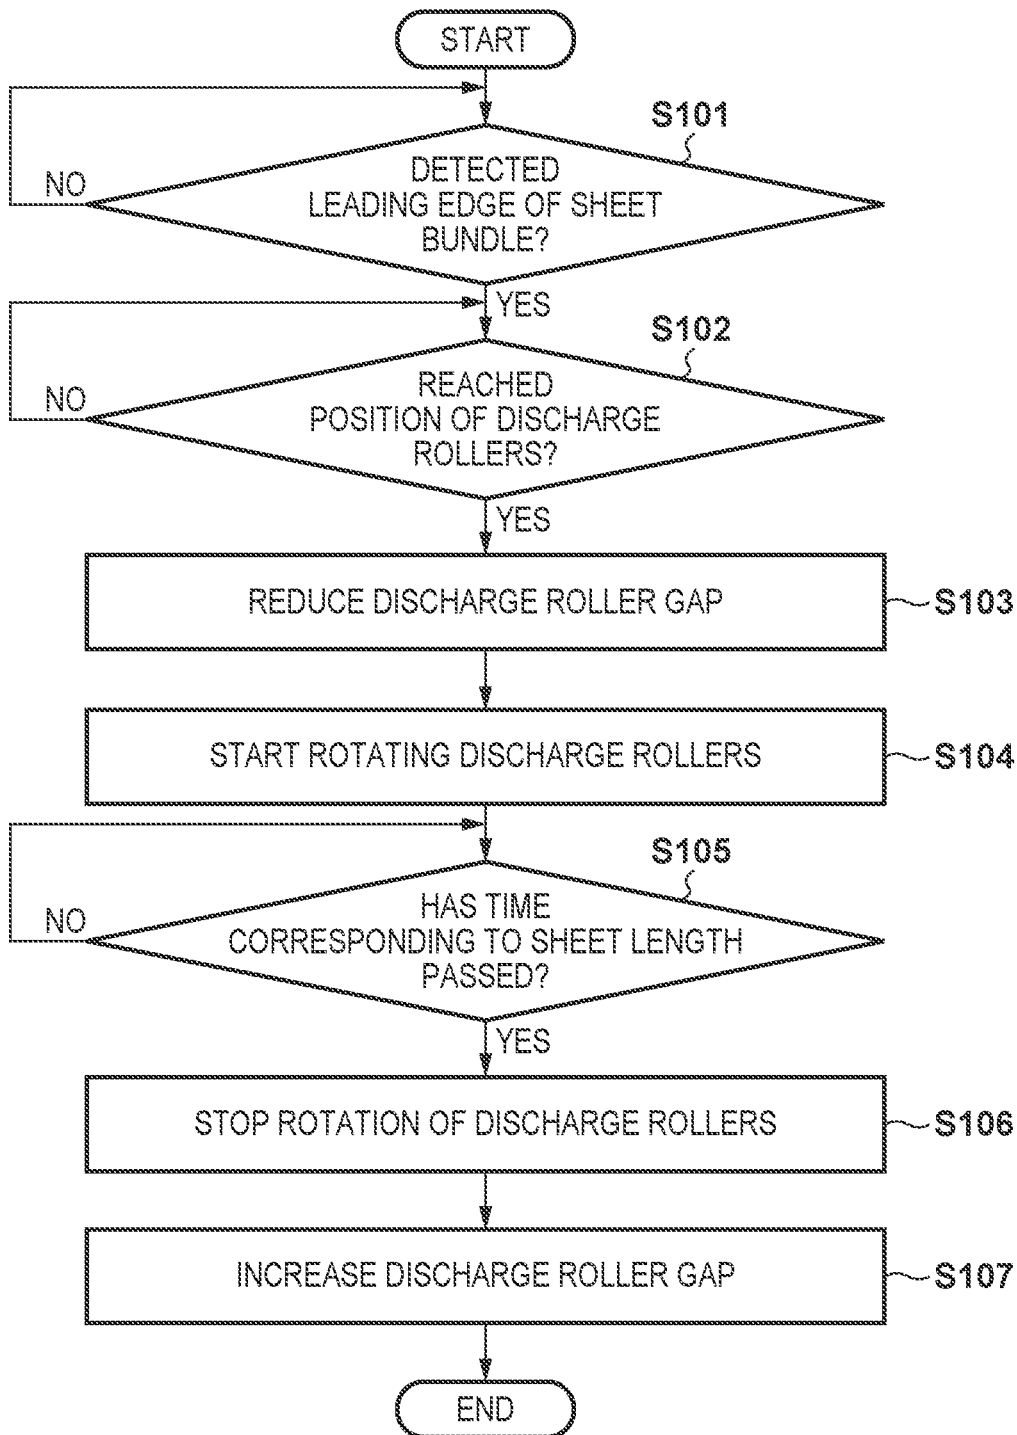 START
S101
DETECTED
LEADING EDGE OF SHEET
BUNDLE?
NO
YES
S102
REACHED
POSITION OF DISCHARGE
ROLLERS?
NO
YES
REDUCE DISCHARGE ROLLER GAP
S103
START ROTATING DISCHARGE ROLLERS
S104
S105
HAS TIME
CORRESPONDING TO SHEET LENGTH
PASSED?
NO
YES
STOP ROTATION OF DISCHARGE ROLLERS
S106
INCREASE DISCHARGE ROLLER GAP
S107
END